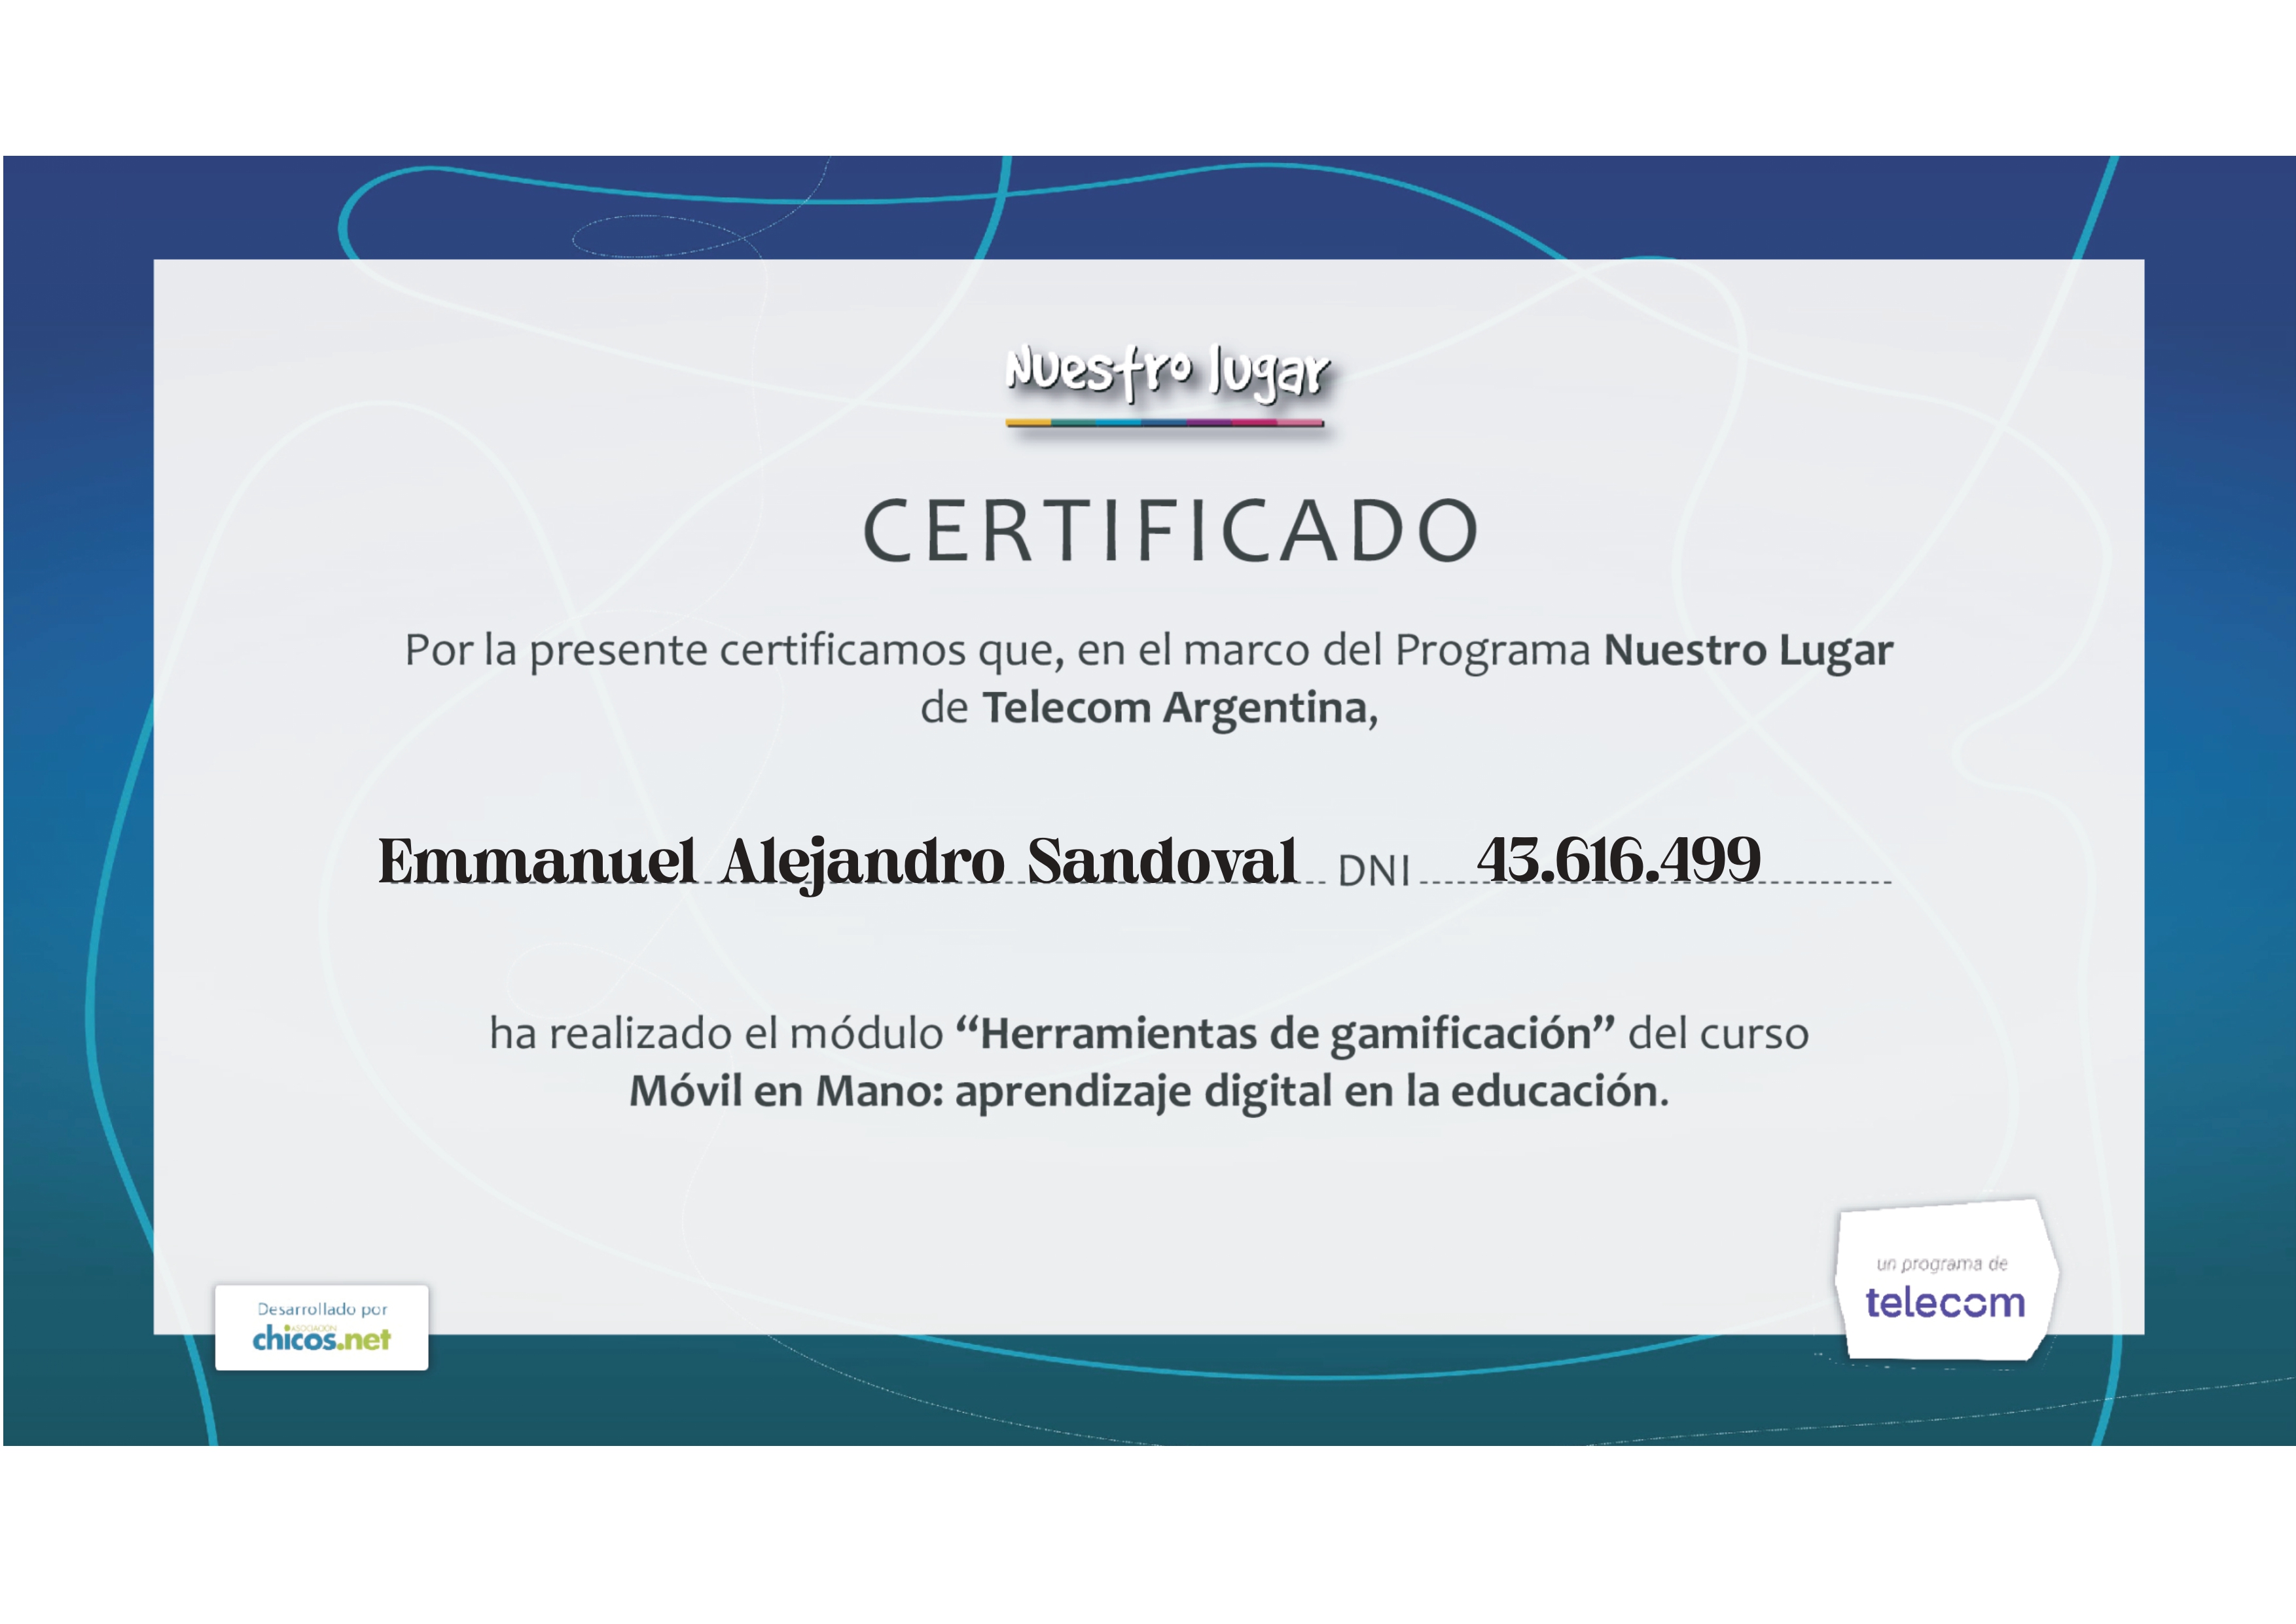 Nuestro lugar
CERTIFICADO
Por la presente certificamos que, en el marco del Programa Nuestro Lugar
de Telecom Argentina,
Emmanuel Alejandro Sandoval DNI 43.616.499
ha realizado el módulo “Herramientas de gamificación” del curso
Móvil en Mano: aprendizaje digital en la educación.
Desarrollado por
ASOCIACIÓN
chicos.net
un programa de
telecom